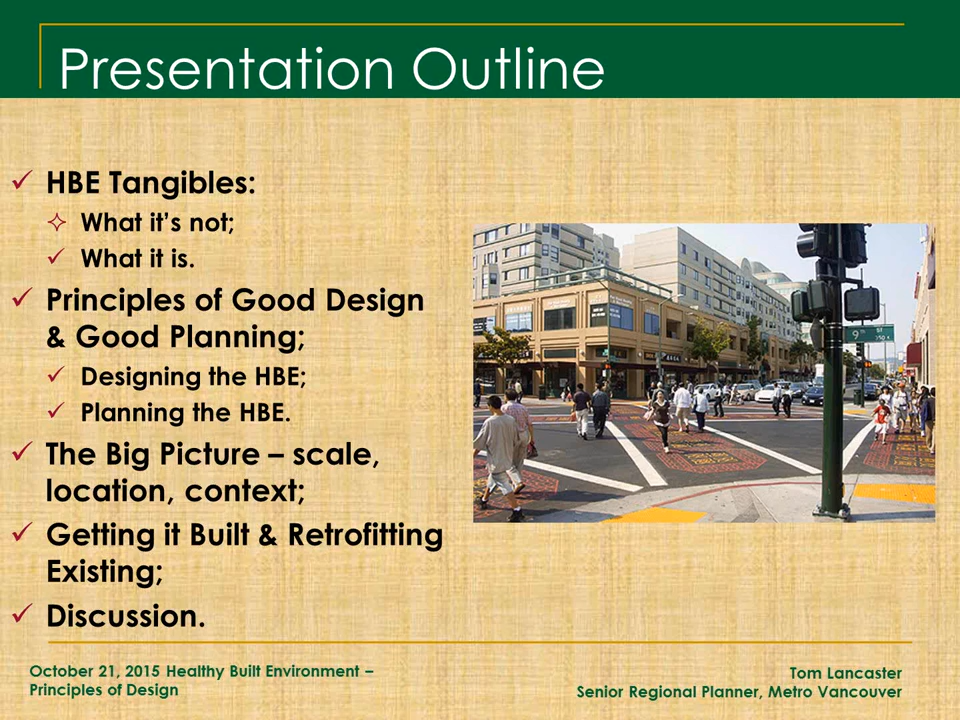 Presentation Outline
HBE Tangibles:
What it's not;
What it is.
Principles of Good Design
& Good Planning;
Designing the HBE;
Planning the HBE.
The Big Picture – scale,
location, context;
Getting it Built & Retrofitting
Existing;
Discussion.
9TH ST
October 21, 2015 Healthy Built Environment –
Principles of Design
Tom Lancaster
Senior Regional Planner, Metro Vancouver